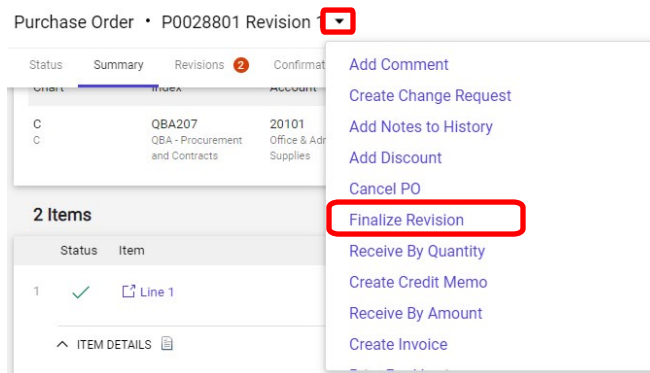 Purchase Order • P0028801 Revision 1
Status Summary Revisions 2 Confirmat
Chart Index Account
C QBA207 20101
C QBA - Procurement Office & Adr
and Contracts Supplies
2 Items
Status Item
1 Line 1
ITEM DETAILS
Add Comment
Create Change Request
Add Notes to History
Add Discount
Cancel PO
Finalize Revision
Receive By Quantity
Create Credit Memo
Receive By Amount
Create Invoice